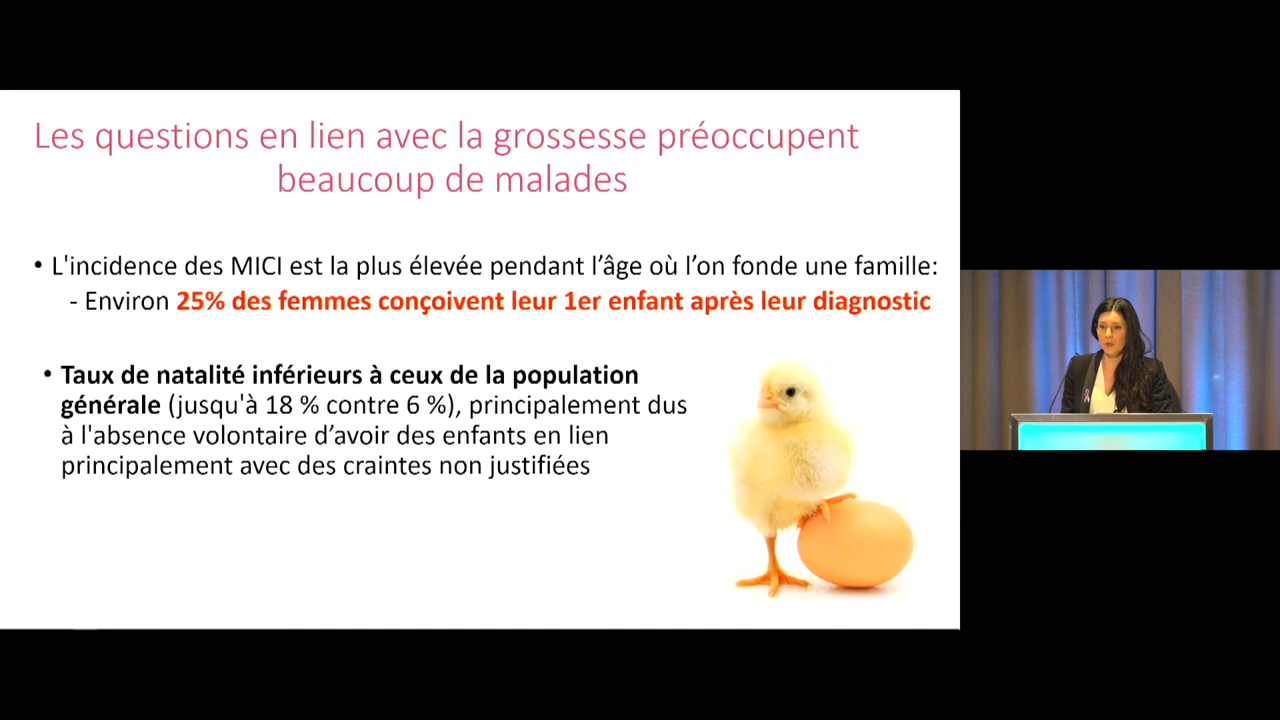 Les questions en lien avec la grossesse préoccupent
beaucoup de malades
• L'incidence des MICI est la plus élevée pendant l’âge où l’on fonde une famille:
- Environ 25% des femmes conçoivent leur 1er enfant après leur diagnostic
• Taux de natalité inférieurs à ceux de la population
générale (jusqu'à 18 % contre 6 %), principalement dus
à l'absence volontaire d’avoir des enfants en lien
principalement avec des craintes non justifiées